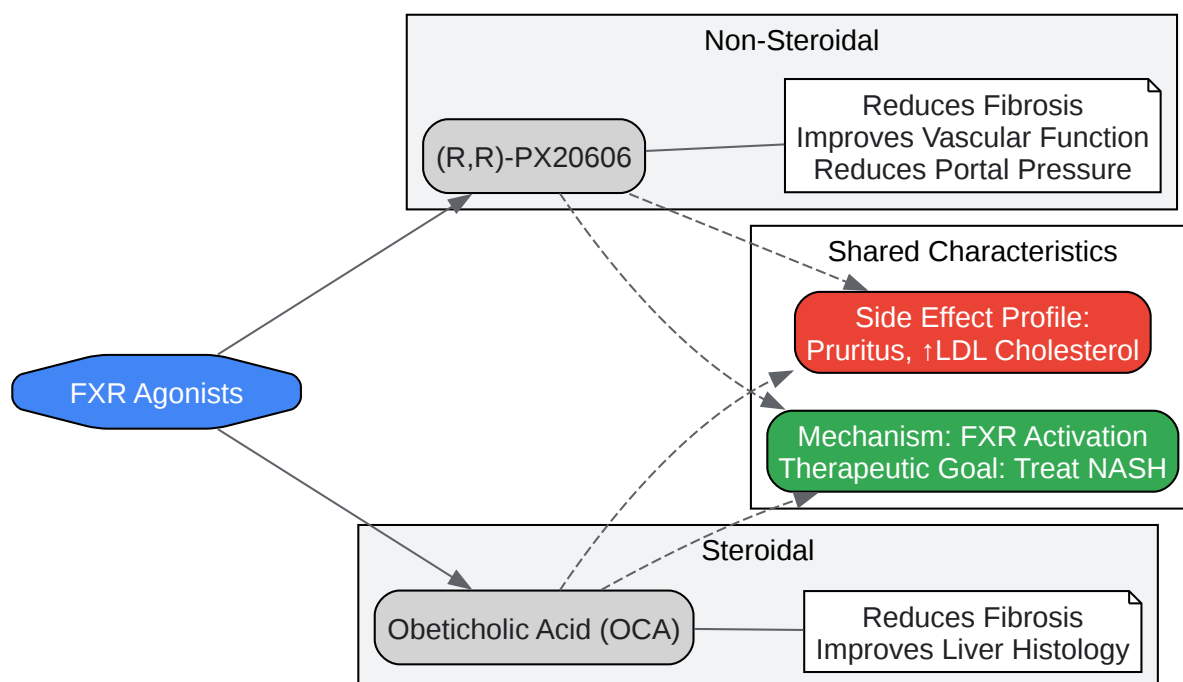 Non-Steroidal
(R,R)-PX20606
Reduces Fibrosis
Improves Vascular Function
Reduces Portal Pressure
Shared Characteristics
Side Effect Profile:
Pruritus, ↑LDL Cholesterol
FXR Agonists
Mechanism: FXR Activation
Therapeutic Goal: Treat NASH
Steroidal
Obeticholic Acid (OCA)
Reduces Fibrosis
Improves Liver Histology